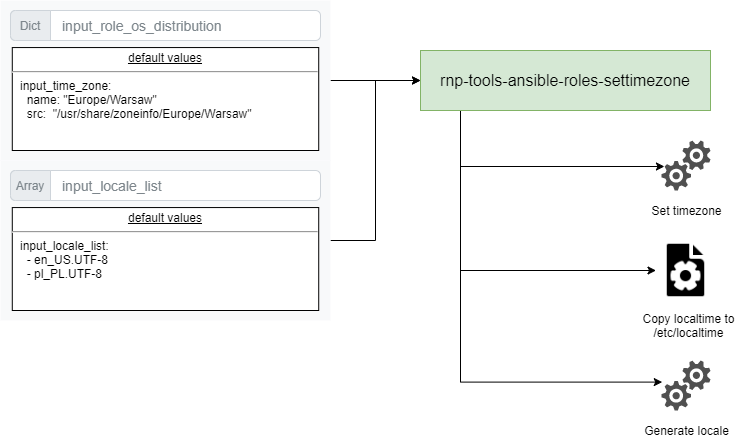 Dict input_role_os_distribution
default values
input_time_zone:
name: "Europe/Warsaw"
src: "/usr/share/zoneinfo/Europe/Warsaw"
Array input_locale_list
default values
input_locale_list:
- en_US.UTF-8
- pl_PL.UTF-8
rnp-tools-ansible-roles-settimezone
Set timezone
Copy localtime to
/etc/localtime
Generate locale